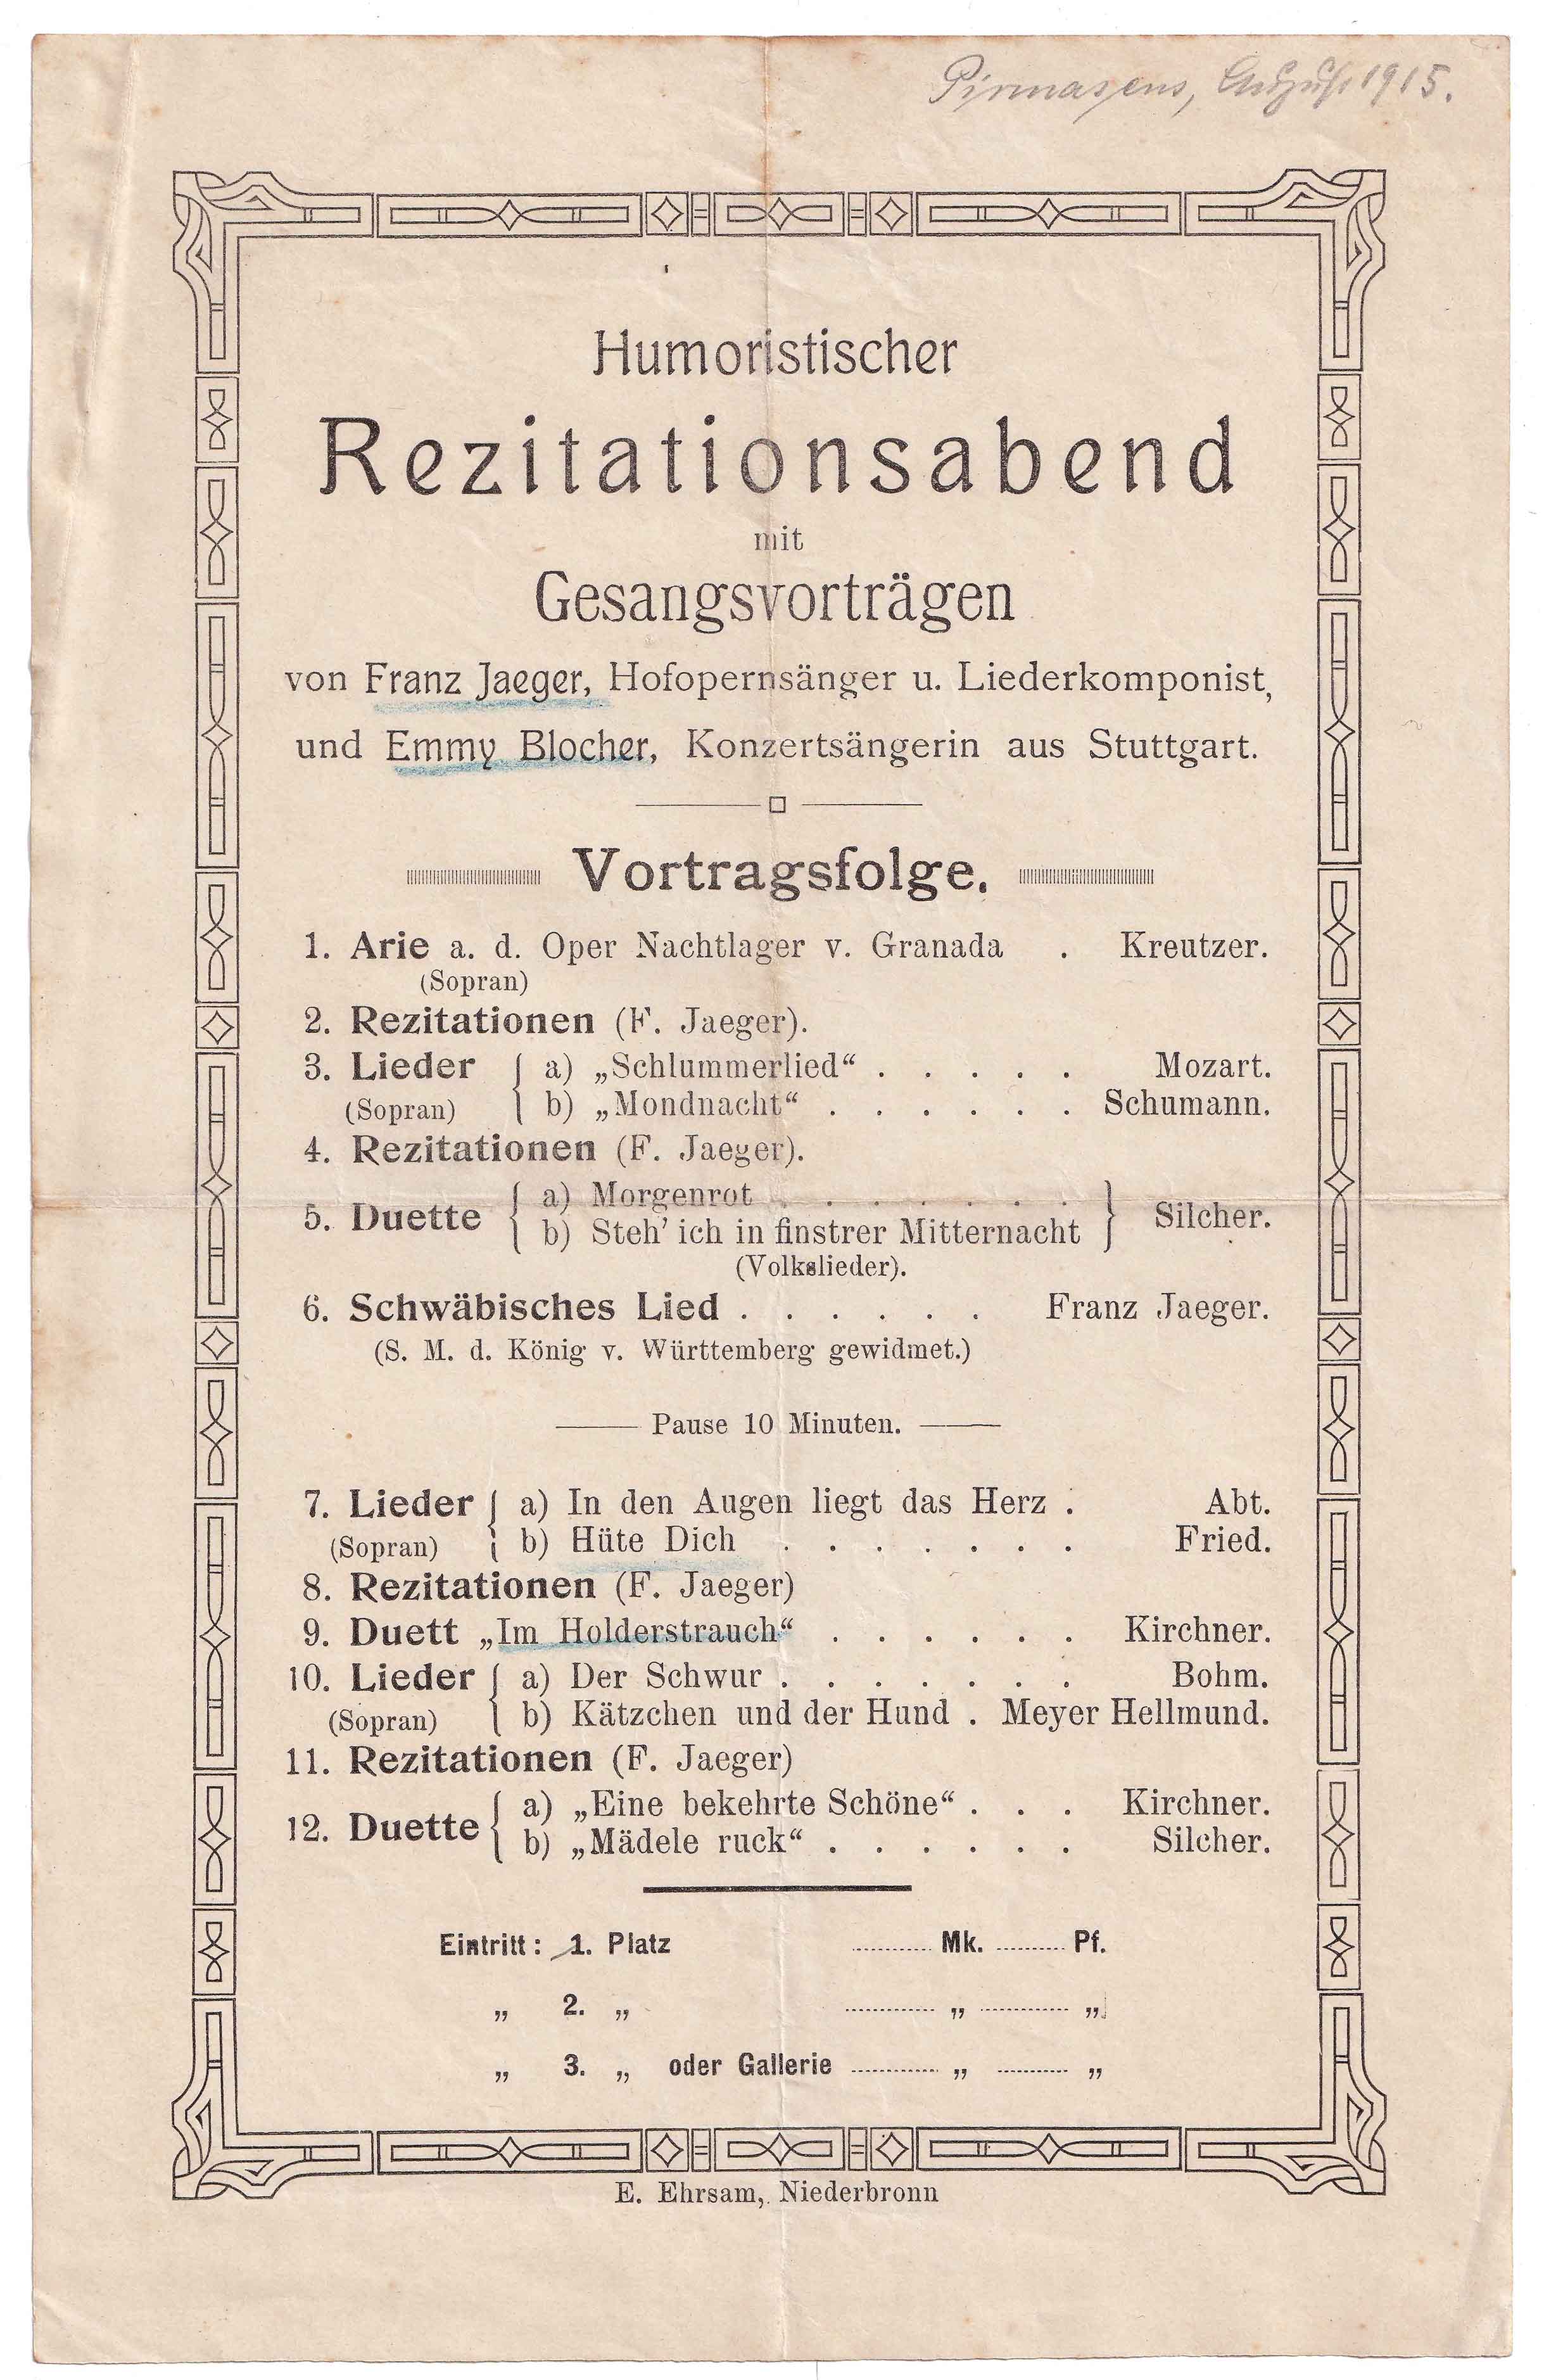 Pirmasens, August 1915.
Humoristischer
Rezitationsabend
mit
Gesangsvorträgen
von Franz Jaeger, Hofopernsänger u. Liederkomponist,
und Emmy Blocher, Konzertsängerin aus Stuttgart.
Vortragsfolge.
1. Arie a. d. Oper Nachtlager v. Granada . Kreutzer.
(Sopran)
2. Rezitationen (F. Jaeger).
3. Lieder { a) „Schlummerlied“ . . . . . Mozart.
(Sopran) b) „Mondnacht“ . . . . . . Schumann.
4. Rezitationen (F. Jaeger).
a) Morgenrot . . . . . . .
5. Duette { } Silcher.
b) Steh’ ich in finstrer Mitternacht
(Volkslieder).
6. Schwäbisches Lied . . . . . . Franz Jaeger.
(S. M. d. König v. Württemberg gewidmet.)
Pause 10 Minuten.
7. Lieder { a) In den Augen liegt das Herz . Abt.
(Sopran) b) Hüte Dich . . . . . . . Fried.
8. Rezitationen (F. Jaeger)
9. Duett „Im Holderstrauch“ . . . . . . Kirchner.
10. Lieder { a) Der Schwur . . . . . . . Bohm.
(Sopran) b) Kätzchen und der Hund . Meyer Hellmund.
11. Rezitationen (F. Jaeger)
a) „Eine bekehrte Schöne“ . . . Kirchner.
12. Duette {
b) „Mädele ruck“ . . . . . . Silcher.
Eintritt: 1. Platz ........... Mk. .......... Pf.
„ 2. „ ............. „ ............. „
„ 3. „ oder Gallerie ............. „ .......... „
E. Ehrsam, Niederbronn